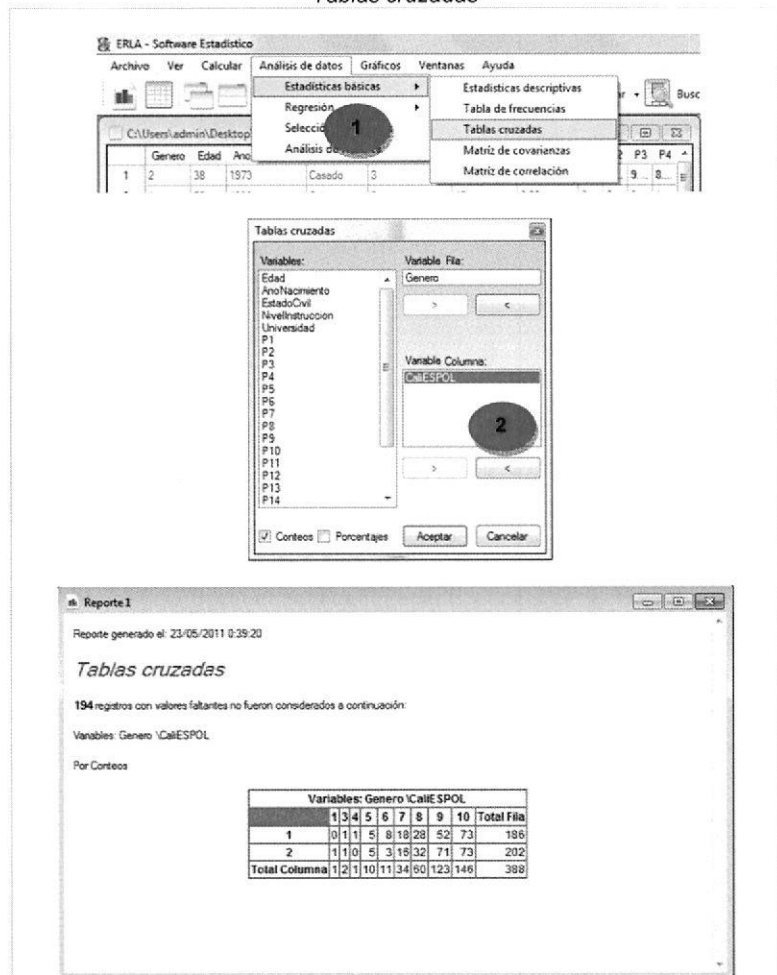 Tablas cruzadas
ERLA - Software Estadístico
Archivo Ver Calcular Análisis de datos Gráficos Ventanas Ayuda
Estadísticas básicas
Estadísticas descriptivas
Busc
Regresión
Tabla de frecuencias
1
Tablas cruzadas
C:\Users\admin\Desktop
Matríz de covarianzas
Genero Edad P3 P4
Matríz de correlación
1 2 38 1973 Casado 3 9... 8...
Tablas cruzadas
Variables:
Variable Fila:
Edad
Genero
AnoNacimiento
EstadoCivil
> <
NivelInstruccion
Universidad
P1
P2
Variable Columna:
P3
CaliESPOL
P4
P5
P6
P7
2
P8
P9
P10
P11
> <
P12
P13
P14
Conteos Porcentajes Aceptar Cancelar
Reporte1
Reporte generado el: 23/05/2011 0:39:20
Tablas cruzadas
194 registros con valores faltantes no fueron considerados a continuación:
Variables: Genero \CaliESPOL
Por Conteos
Variables: Genero \CaliESPOL
1 3 4 5 6 7 8 9 10 Total Fila
1 0 1 1 5 8 18 28 52 73 186
2 1 1 0 5 3 16 32 71 73 202
Total Columna 1 2 1 10 11 34 60 123 146 388